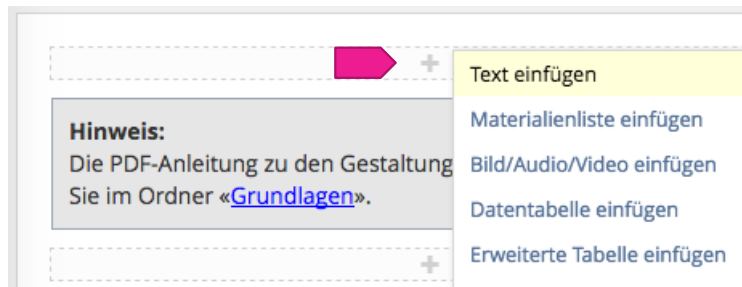 Text einfügen
Hinweis:
Die PDF-Anleitung zu den Gestaltung
Sie im Ordner «Grundlagen».
Materialienliste einfügen
Bild/Audio/Video einfügen
Datentabelle einfügen
Erweiterte Tabelle einfügen